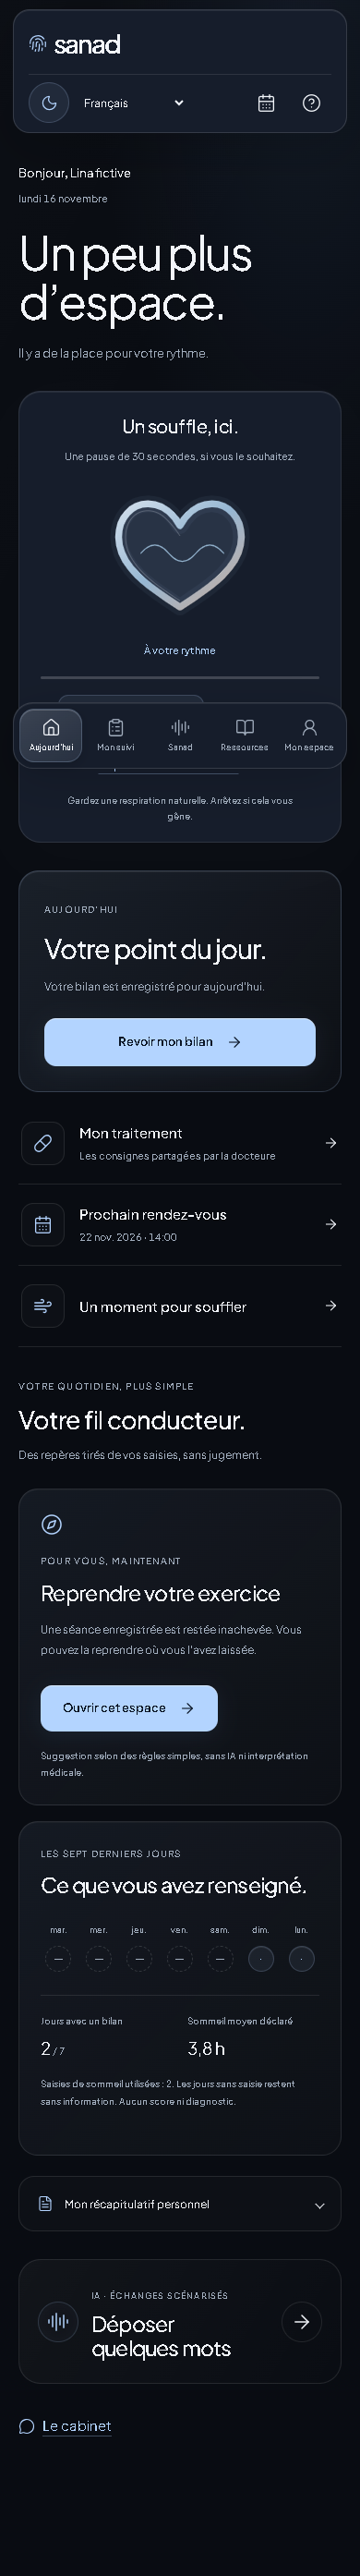 sanad
Français
Bonjour, Linafictive
lundi 16 novembre
Un peu plus
d’espace.
Il y a de la place pour votre rythme.
Un souffle, ici.
Une pause de 30 secondes, si vous le souhaitez.
À votre rythme
Aujourd'hui
Mon suivi
Sanad
Ressources
Mon espace
Gardez une respiration naturelle. Arrêtez si cela vous
gêne.
AUJOURD'HUI
Votre point du jour.
Votre bilan est enregistré pour aujourd'hui.
Revoir mon bilan
Mon traitement
Les consignes partagées par la docteure
Prochain rendez-vous
22 nov. 2026 · 14:00
Un moment pour souffler
VOTRE QUOTIDIEN, PLUS SIMPLE
Votre fil conducteur.
Des repères tirés de vos saisies, sans jugement.
POUR VOUS, MAINTENANT
Reprendre votre exercice
Une séance enregistrée est restée inachevée. Vous
pouvez la reprendre où vous l'avez laissée.
Ouvrir cet espace
Suggestion selon des règles simples, sans IA ni interprétation
médicale.
LES SEPT DERNIERS JOURS
Ce que vous avez renseigné.
mar. mer. jeu. ven. sam. dim. lun.
— — — — — · ·
Jours avec un bilan
2 / 7
Sommeil moyen déclaré
3,8 h
Saisies de sommeil utilisées : 2. Les jours sans saisie restent
sans information. Aucun score ni diagnostic.
Mon récapitulatif personnel
IA · ÉCHANGES SCÉNARISÉS
Déposer
quelques mots
Le cabinet